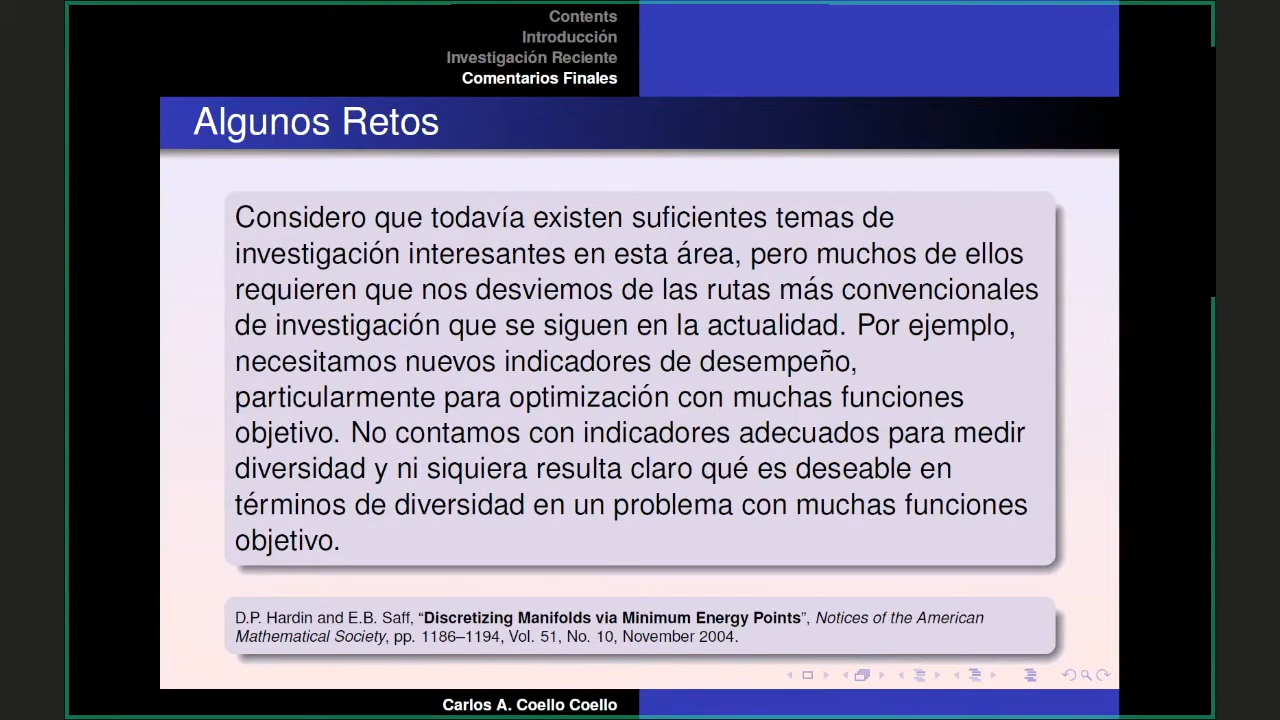 Contents
Introducción
Investigación Reciente
Comentarios Finales
Algunos Retos
Considero que todavía existen suficientes temas de
investigación interesantes en esta área, pero muchos de ellos
requieren que nos desviemos de las rutas más convencionales
de investigación que se siguen en la actualidad. Por ejemplo,
necesitamos nuevos indicadores de desempeño,
particularmente para optimización con muchas funciones
objetivo. No contamos con indicadores adecuados para medir
diversidad y ni siquiera resulta claro qué es deseable en
términos de diversidad en un problema con muchas funciones
objetivo.
D.P. Hardin and E.B. Saff, “Discretizing Manifolds via Minimum Energy Points”, Notices of the American
Mathematical Society, pp. 1186–1194, Vol. 51, No. 10, November 2004.
Carlos A. Coello Coello